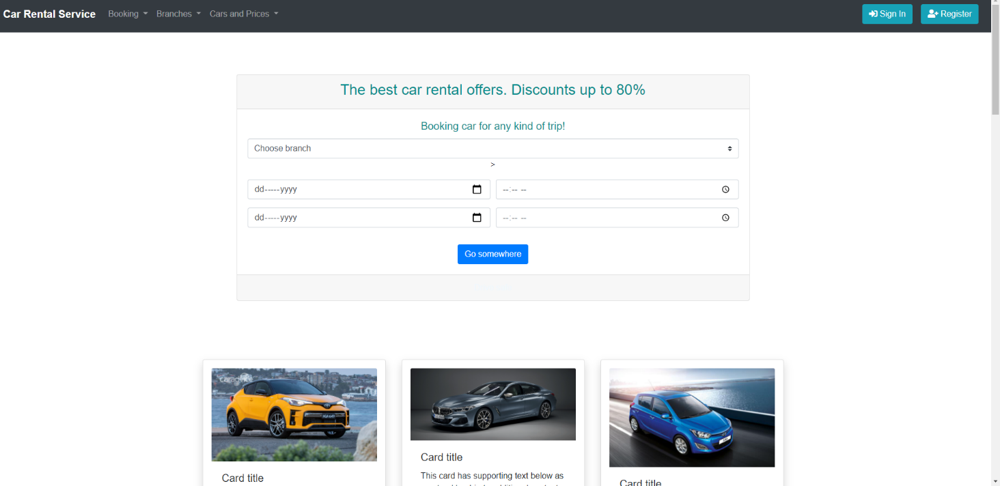 Car Rental Service Booking Branches Cars and Prices Sign In Register
The best car rental offers. Discounts up to 80%
Booking car for any kind of trip!
Choose branch
>
dd-----yyyy --:-- --
dd-----yyyy --:-- --
Go somewhere
caradvice
Card title
This card has supporting text below as
Card title
Card title